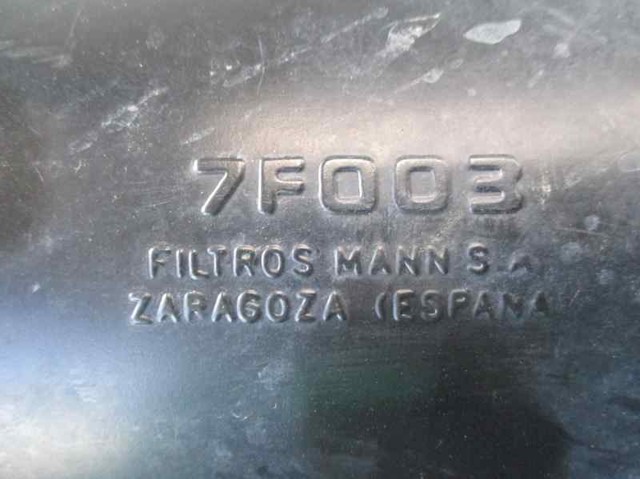 7F003
FILTROS MANN S.A
ZARAGOZA (ESPANA